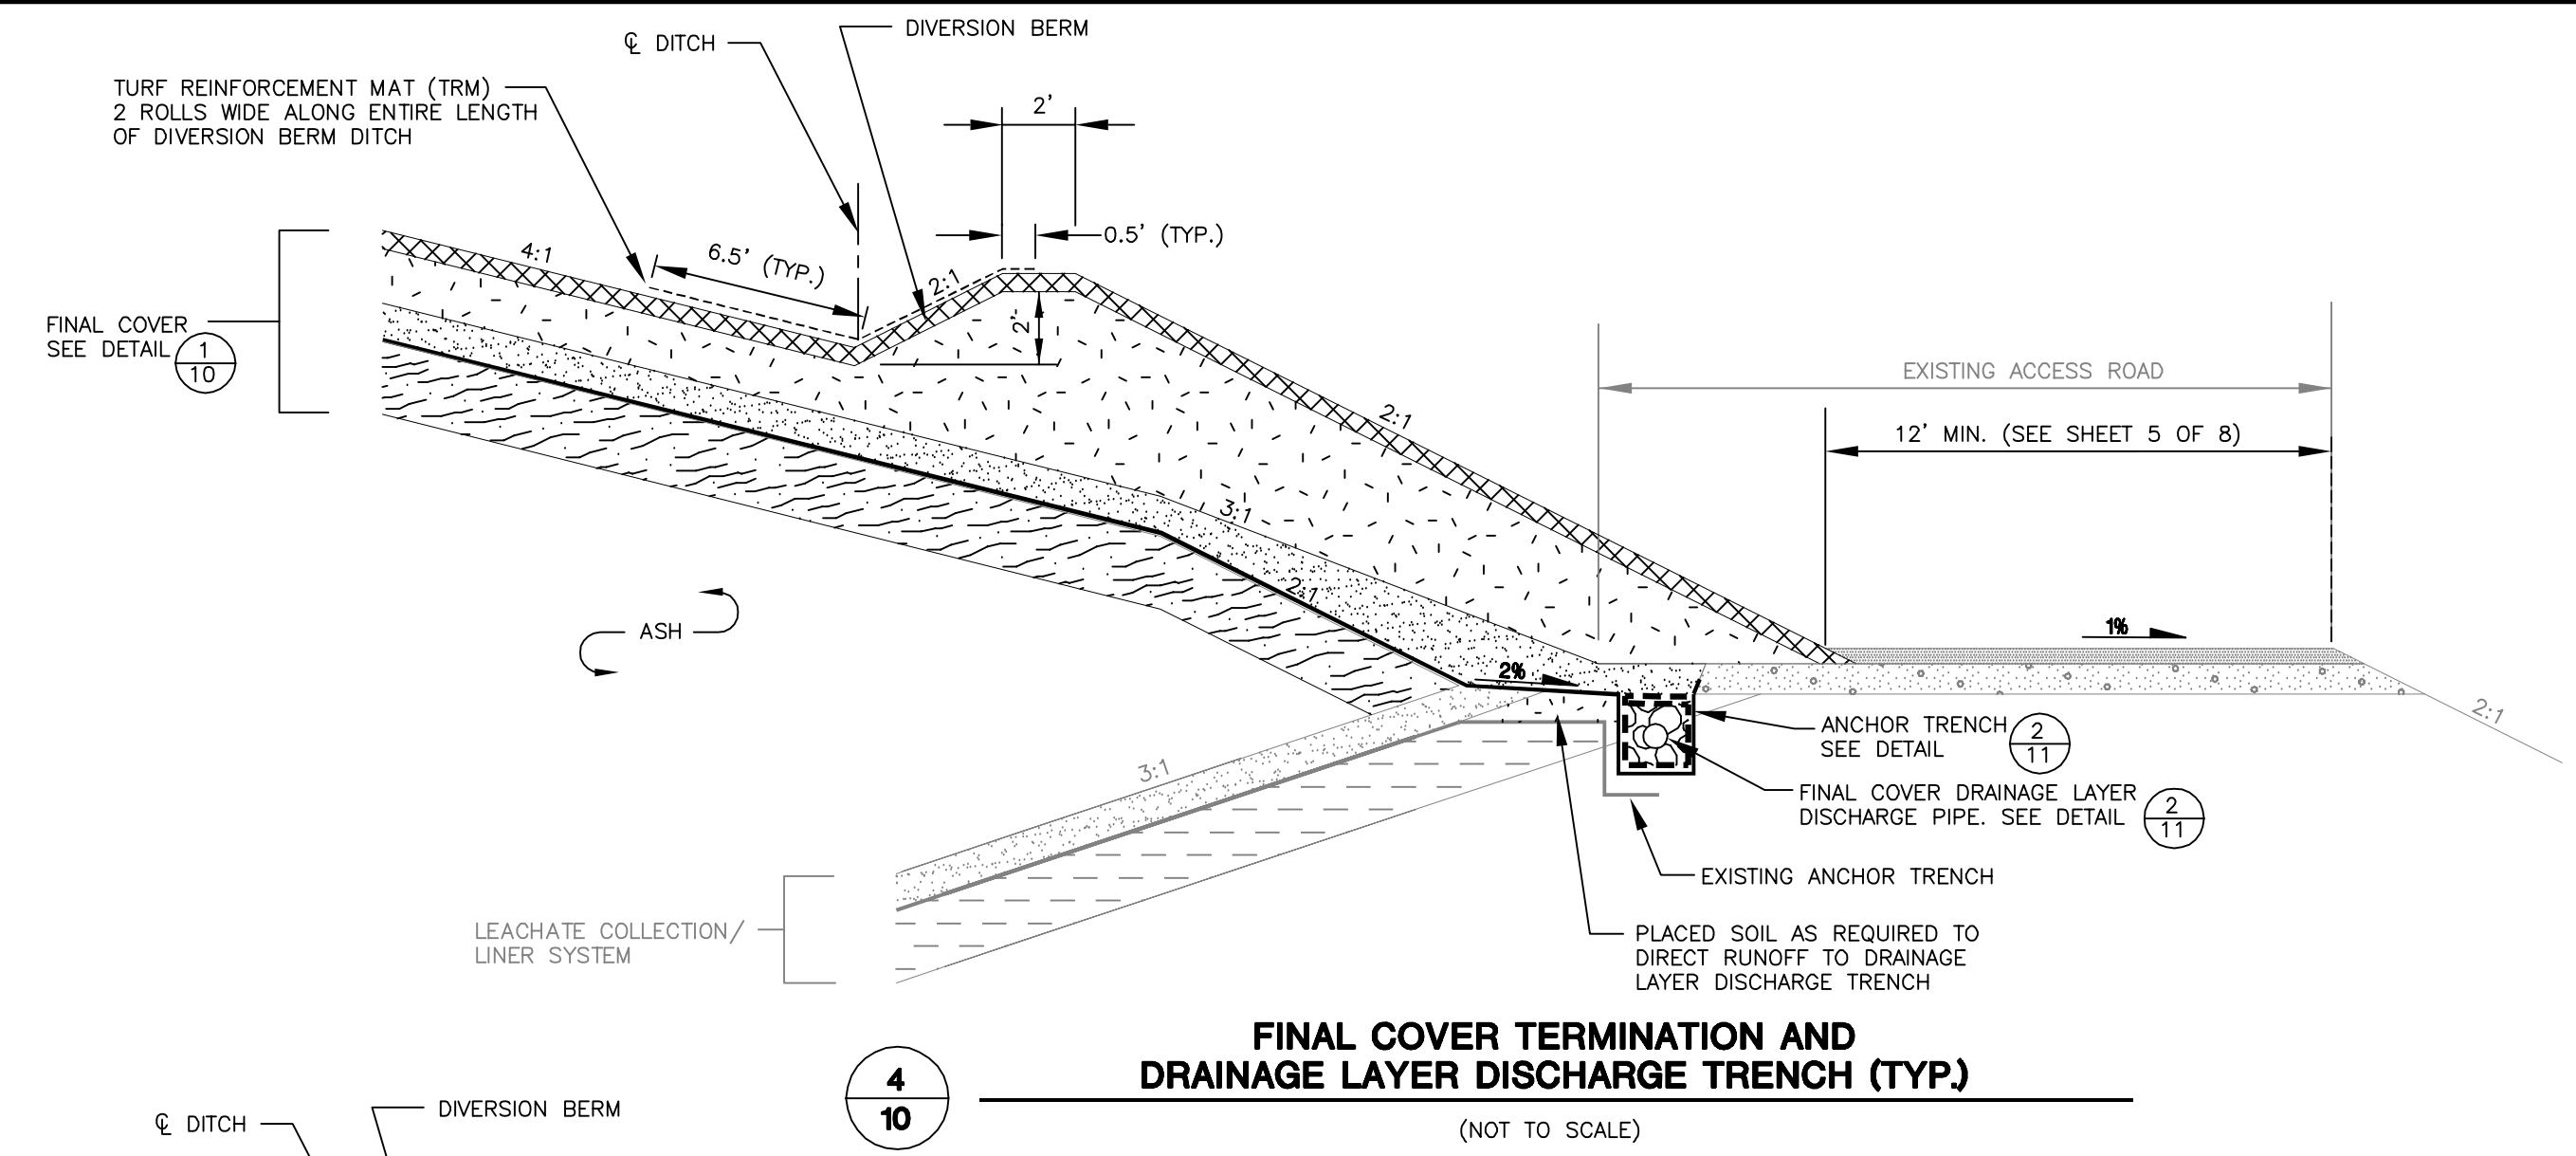 ℄ DITCH
DIVERSION BERM
TURF REINFORCEMENT MAT (TRM)
2 ROLLS WIDE ALONG ENTIRE LENGTH
OF DIVERSION BERM DITCH
2'
0.5' (TYP.)
4:1
6.5' (TYP.)
2:1
2'
FINAL COVER
SEE DETAIL
1
10
EXISTING ACCESS ROAD
12' MIN. (SEE SHEET 5 OF 8)
2:1
3:1
2:1
ASH
1%
2%
2:1
ANCHOR TRENCH
SEE DETAIL
2
11
3:1
FINAL COVER DRAINAGE LAYER
DISCHARGE PIPE. SEE DETAIL
2
11
EXISTING ANCHOR TRENCH
LEACHATE COLLECTION/
LINER SYSTEM
PLACED SOIL AS REQUIRED TO
DIRECT RUNOFF TO DRAINAGE
LAYER DISCHARGE TRENCH
4
10
FINAL COVER TERMINATION AND
DRAINAGE LAYER DISCHARGE TRENCH (TYP.)
(NOT TO SCALE)
℄ DITCH
DIVERSION BERM